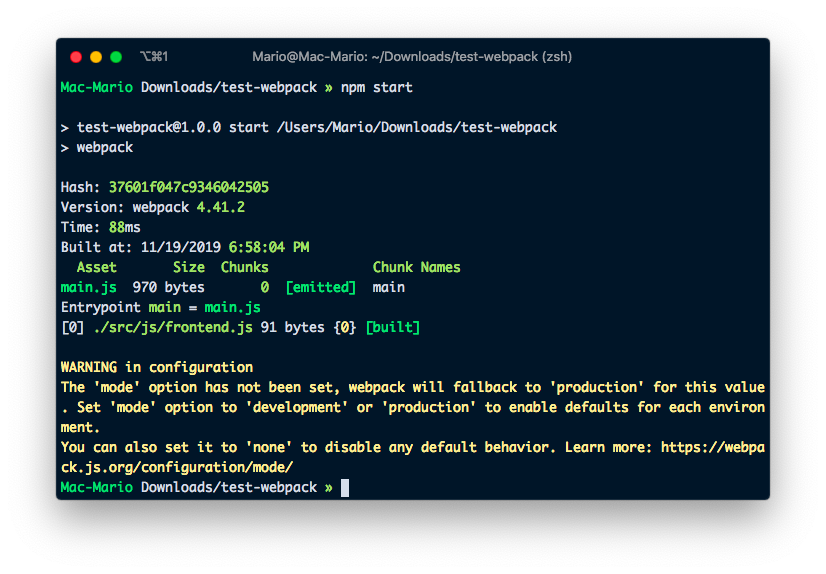 ⌥⌘1 Mario@Mac-Mario: ~/Downloads/test-webpack (zsh)
Mac-Mario Downloads/test-webpack » npm start
> test-webpack@1.0.0 start /Users/Mario/Downloads/test-webpack
> webpack
Hash: 37601f047c9346042505
Version: webpack 4.41.2
Time: 88ms
Built at: 11/19/2019 6:58:04 PM
Asset Size Chunks Chunk Names
main.js 970 bytes 0 [emitted] main
Entrypoint main = main.js
[0] ./src/js/frontend.js 91 bytes {0} [built]
WARNING in configuration
The 'mode' option has not been set, webpack will fallback to 'production' for this value
. Set 'mode' option to 'development' or 'production' to enable defaults for each environ
ment.
You can also set it to 'none' to disable any default behavior. Learn more: https://webpa
ck.js.org/configuration/mode/
Mac-Mario Downloads/test-webpack »